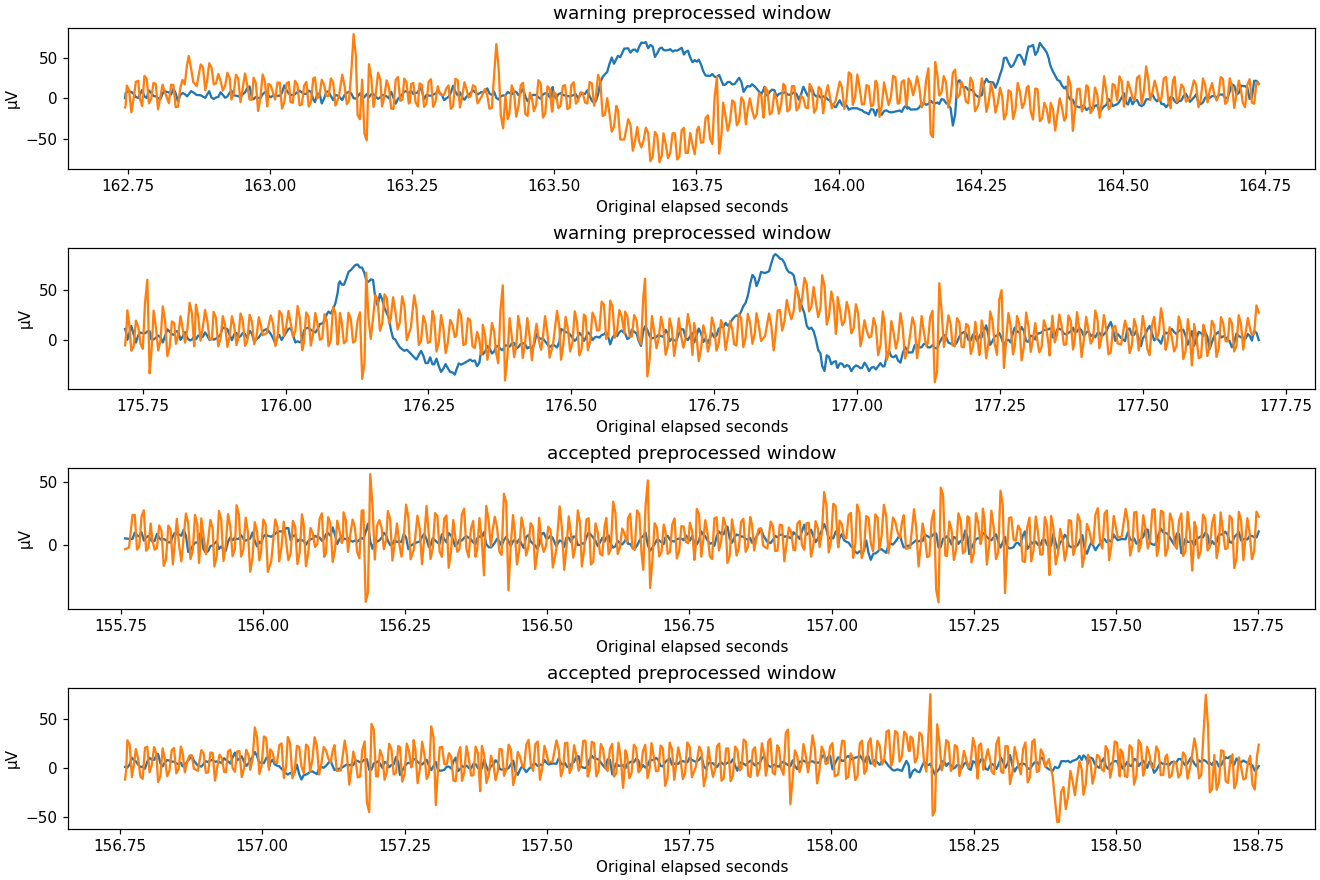 warning preprocessed window
50
0
−50
µV
162.75 163.00 163.25 163.50 163.75 164.00 164.25 164.50 164.75
Original elapsed seconds
warning preprocessed window
50
0
µV
175.75 176.00 176.25 176.50 176.75 177.00 177.25 177.50 177.75
Original elapsed seconds
accepted preprocessed window
50
0
µV
155.75 156.00 156.25 156.50 156.75 157.00 157.25 157.50 157.75
Original elapsed seconds
accepted preprocessed window
50
0
−50
µV
156.75 157.00 157.25 157.50 157.75 158.00 158.25 158.50 158.75
Original elapsed seconds